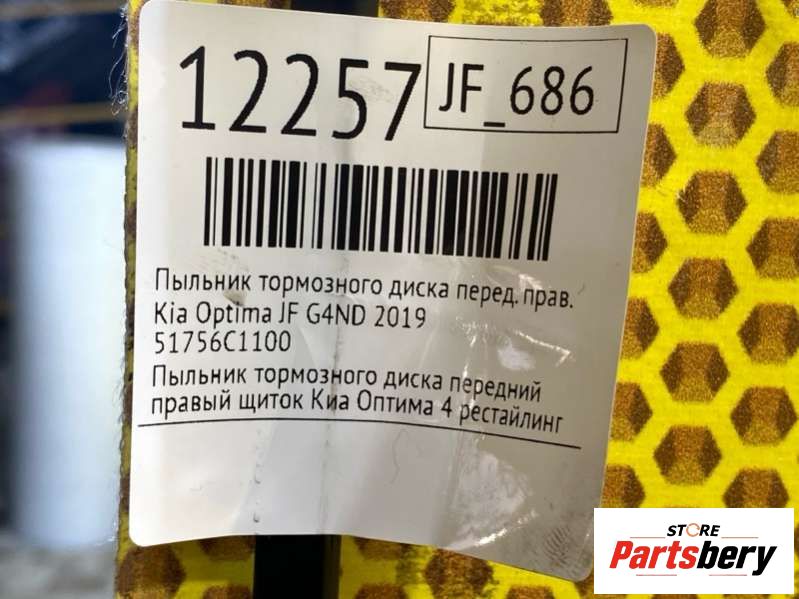 12257
JF_686
Пыльник тормозного диска перед. прав.
Kia Optima JF G4ND 2019
51756C1100
Пыльник тормозного диска передний
правый щиток Киа Оптима 4 рестайлинг
STORE
Partsbery